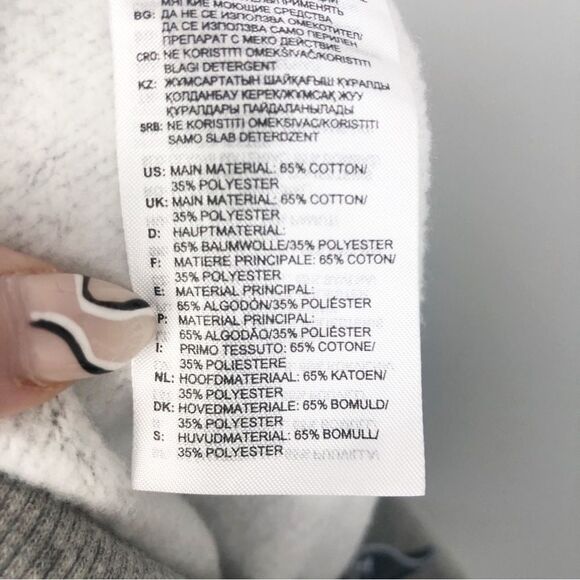 МЯГКИЕ МОЮЩИЕ СРЕДСТВА
BG: ДА НЕ СЕ ИЗПОЛЗВА ОМЕКОТИТЕЛ/
ДА СЕ ИЗПОЛЗВА САМО ПЕРИЛЕН
ПРЕПАРАТ С МЕКО ДЕЙСТВИЕ
CRO: NE KORISTITI OMEKSIVAČ/KORISTITI
BLAGI DETERGENT
KZ: ЖҰМСАРТАТЫН ШАЙҚАҒЫШ ҚҰРАЛДЫ
ҚОЛДАНБАУ КЕРЕК/ЖҰМСАҚ ЖУУ
ҚҰРАЛДАРЫ ПАЙДАЛАНЫЛАДЫ
SRB: NE KORISTITI OMEKSIVAC/KORISTITI
SAMO SLAB DETERDZENT
US: MAIN MATERIAL: 65% COTTON/
35% POLYESTER
UK: MAIN MATERIAL: 65% COTTON/
35% POLYESTER
D: HAUPTMATERIAL:
65% BAUMWOLLE/35% POLYESTER
F: MATIERE PRINCIPALE: 65% COTON/
35% POLYESTER
E: MATERIAL PRINCIPAL:
65% ALGODÓN/35% POLIÉSTER
P: MATERIAL PRINCIPAL:
65% ALGODÃO/35% POLIÉSTER
I: PRIMO TESSUTO: 65% COTONE/
35% POLIESTERE
NL: HOOFDMATERIAAL: 65% KATOEN/
35% POLYESTER
DK: HOVEDMATERIALE: 65% BOMULD/
35% POLYESTER
S: HUVUDMATERIAL: 65% BOMULL/
35% POLYESTER